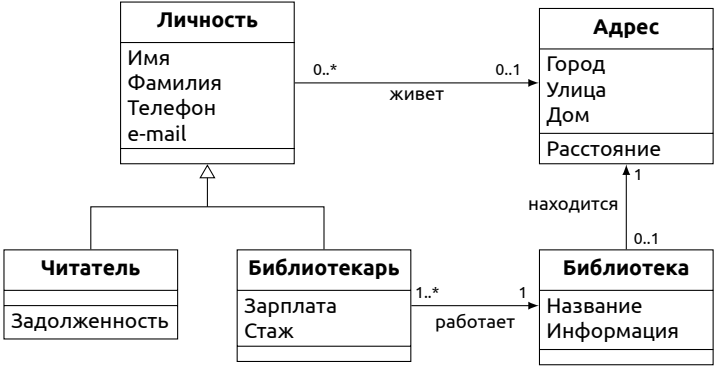 Личность
Имя
Фамилия
Телефон
e-mail
0..*
0..1
живет
Адрес
Город
Улица
Дом
Расстояние
1
находится
0..1
Читатель
Задолженность
Библиотекарь
Зарплата
Стаж
1..*
1
работает
Библиотека
Название
Информация